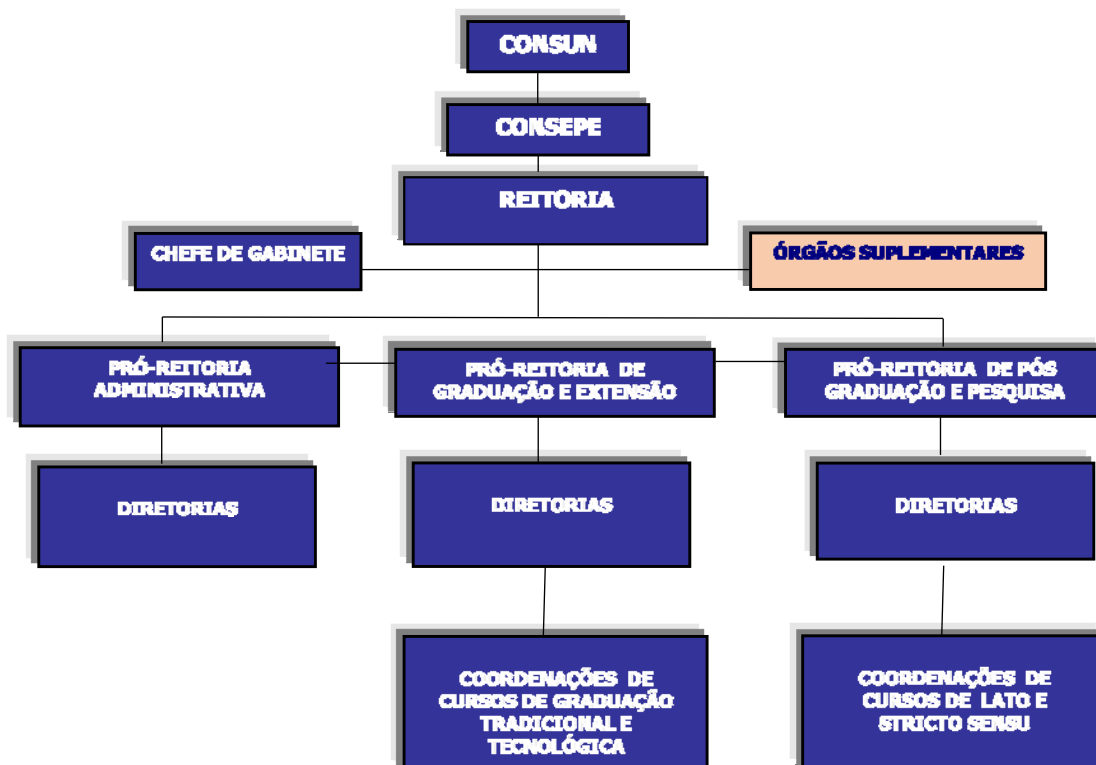 CONSUN
CONSEPE
REITORIA
CHEFE DE GABINETE
ÓRGÃOS SUPLEMENTARES
PRÓ-REITORIA
ADMINISTRATIVA
PRÓ-REITORIA DE
GRADUAÇÃO E EXTENSÃO
PRÓ-REITORIA DE PÓS
GRADUAÇÃO E PESQUISA
DIRETORIAS
DIRETORIAS
DIRETORIAS
COORDENAÇÕES DE
CURSOS DE GRADUAÇÃO
TRADICIONAL E
TECNOLÓGICA
COORDENAÇÕES DE
CURSOS DE LATO E
STRICTO SENSU